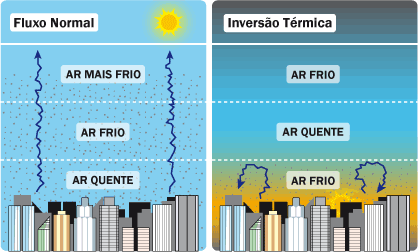 Fluxo Normal
AR MAIS FRIO
AR FRIO
AR QUENTE
Inversão Térmica
AR FRIO
AR QUENTE
AR FRIO